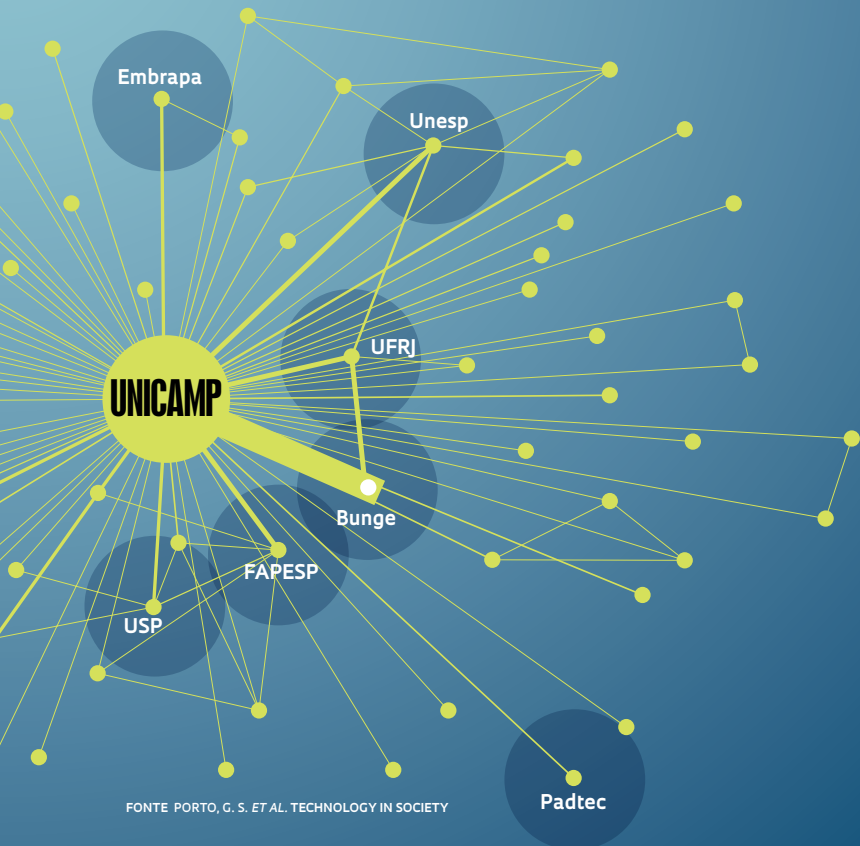 Embrapa
Unesp
UFRJ
UNICAMP
Bunge
FAPESP
USP
Padtec
FONTE PORTO, G. S. ET AL. TECHNOLOGY IN SOCIETY